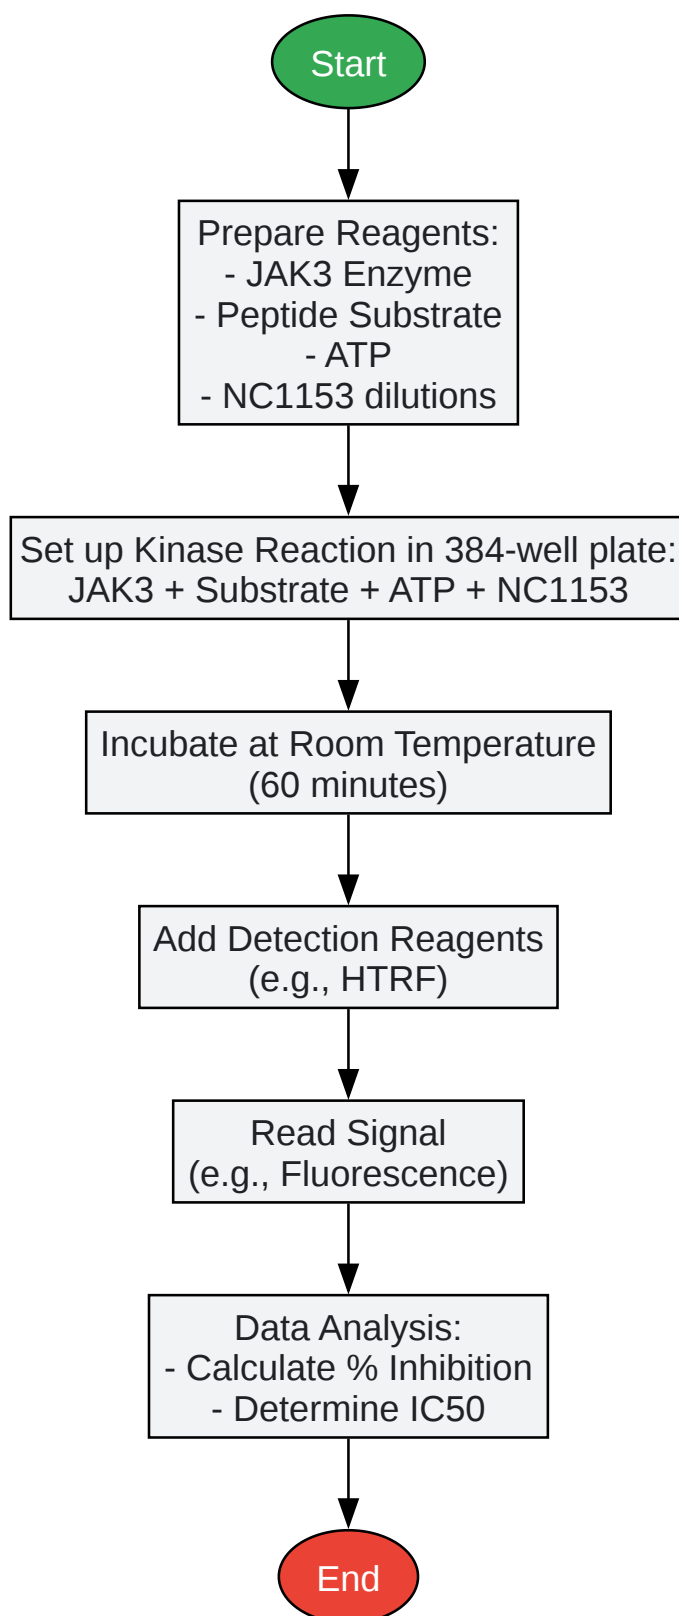 Start
Prepare Reagents:
- JAK3 Enzyme
- Peptide Substrate
- ATP
- NC1153 dilutions
Set up Kinase Reaction in 384-well plate:
JAK3 + Substrate + ATP + NC1153
Incubate at Room Temperature
(60 minutes)
Add Detection Reagents
(e.g., HTRF)
Read Signal
(e.g., Fluorescence)
Data Analysis:
- Calculate % Inhibition
- Determine IC50
End